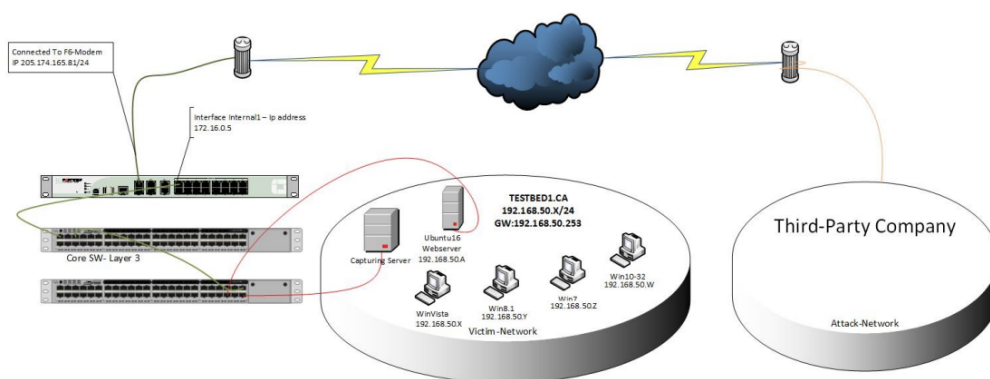 Connected To F6-Modem
IP 205.174.165.81/24
Interface Internal1 – Ip address
172.16.0.5
Core SW- Layer 3
Capturing Server
Ubuntu16
Webserver
192.168.50.A
TESTBED1.CA
192.168.50.X/24
GW:192.168.50.253
WinVista
192.168.50.X
Win8.1
192.168.50.Y
Win7
192.168.50.Z
Win10-32
192.168.50.W
Victim-Network
Third-Party Company
Attack-Network